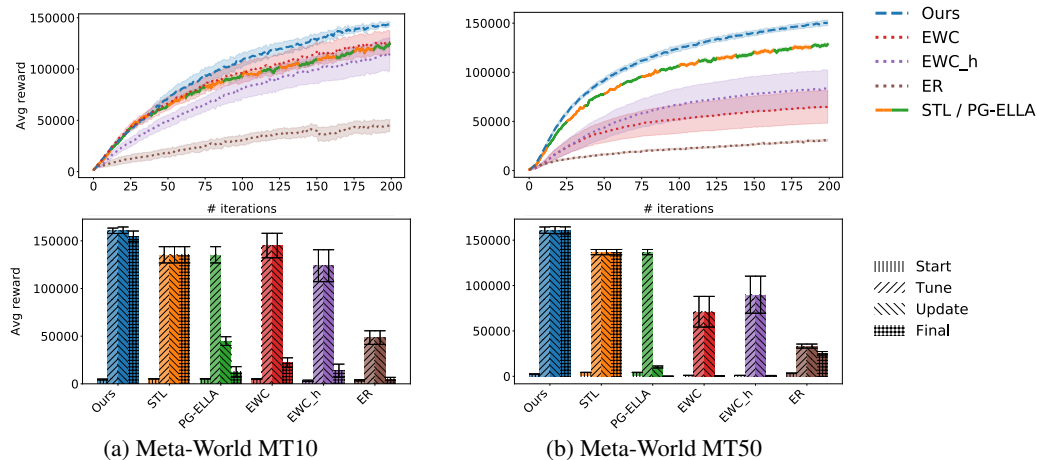 150000
100000
50000
0
Avg reward
0 25 50 75 100 125 150 175 200
# iterations
150000
100000
50000
0
0 25 50 75 100 125 150 175 200
# iterations
Ours
EWC
EWC_h
ER
STL / PG-ELLA
150000
100000
50000
0
Avg reward
Ours STL PG-ELLA EWC EWC_h ER
150000
100000
50000
0
Ours STL PG-ELLA EWC EWC_h ER
Start
Tune
Update
Final
(a) Meta-World MT10
(b) Meta-World MT50